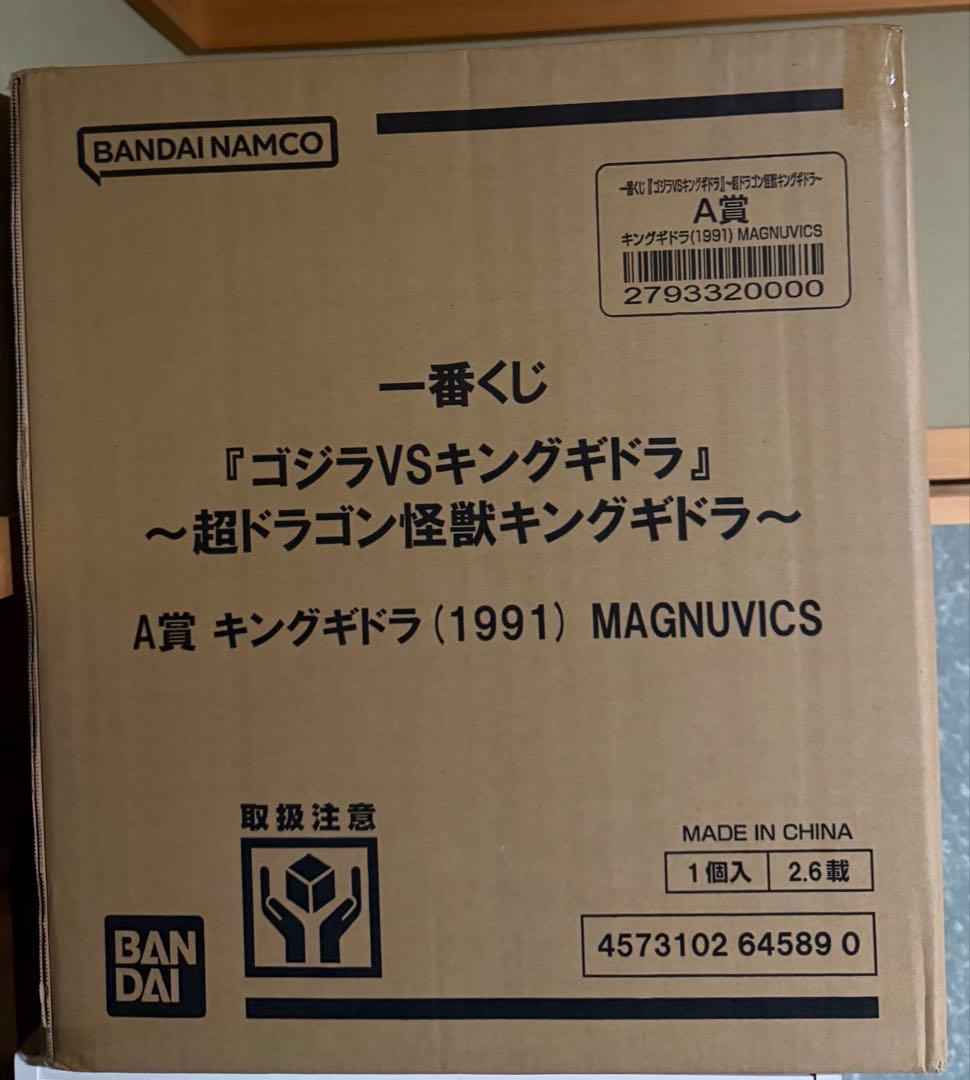 BANDAI NAMCO
一番くじ『ゴジラVSキングギドラ』～超ドラゴン怪獣キングギドラ～
A賞
キングギドラ(1991) MAGNUVICS
2793320000
一番くじ
『ゴジラVSキングギドラ』
～超ドラゴン怪獣キングギドラ～
A賞 キングギドラ(1991) MAGNUVICS
取扱注意
MADE IN CHINA
1個入 2.6載
4573102 64589 0
BAN
DAI